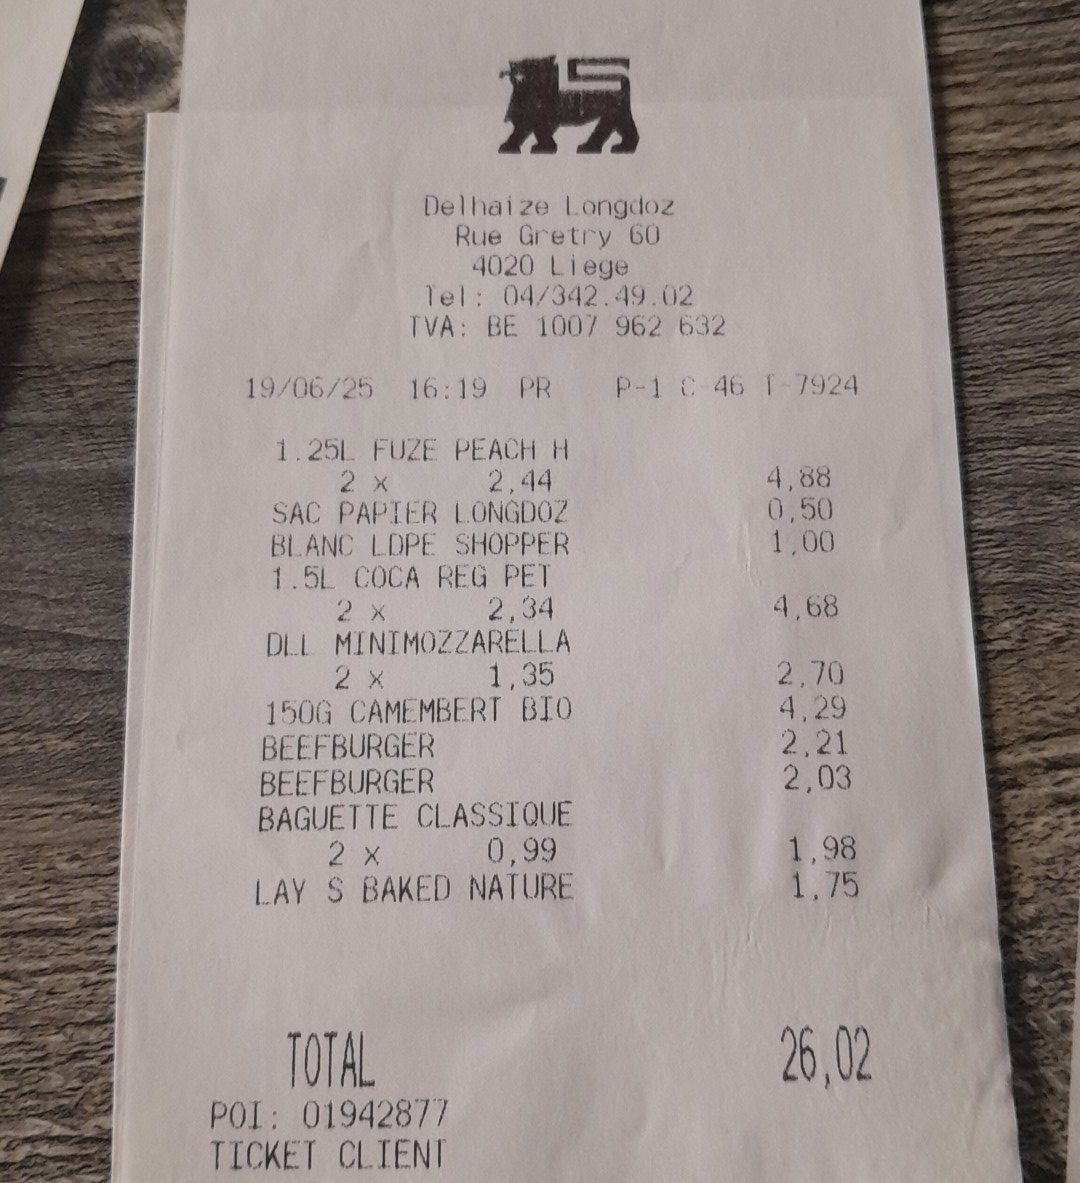 Delhaize Longdoz
Rue Gretry 60
4020 Liege
Tel: 04/342.49.02
TVA: BE 1007 962 632
19/06/25 16:19 PR P-1 C-46 T-7924
1.25L FUZE PEACH H
2 x 2,44 4,88
SAC PAPIER LONGDOZ 0,50
BLANC LDPE SHOPPER 1,00
1.5L COCA REG PET
2 x 2,34 4,68
DLL MINIMOZZARELLA
2 x 1,35 2,70
150G CAMEMBERT BIO 4,29
BEEFBURGER 2,21
BEEFBURGER 2,03
BAGUETTE CLASSIQUE
2 x 0,99 1,98
LAY S BAKED NATURE 1,75
TOTAL 26,02
POI: 01942877
TICKET CLIENT